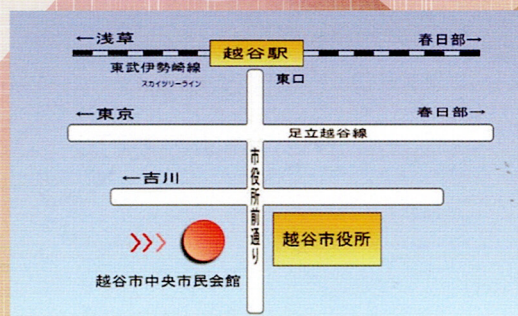 ←浅草
越谷駅
春日部→
東武伊勢崎線
スカイツリーライン
東口
←東京
春日部→
足立越谷線
←吉川
市役所前通り
越谷市役所
越谷市中央市民会館